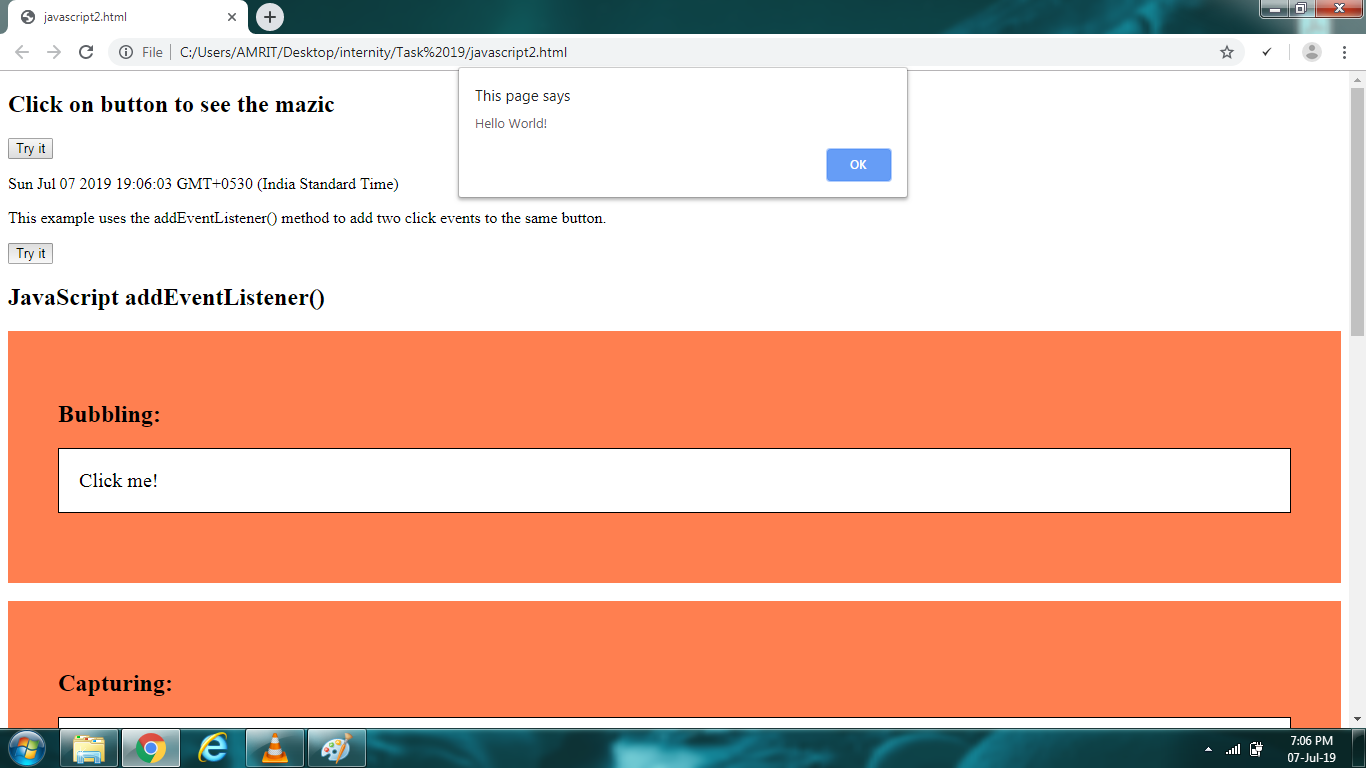 javascript2.html
File
C:/Users/AMRIT/Desktop/internity/Task%2019/javascript2.html
This page says
Hello World!
OK
Click on button to see the mazic
Try it
Sun Jul 07 2019 19:06:03 GMT+0530 (India Standard Time)
This example uses the addEventListener() method to add two click events to the same button.
Try it
JavaScript addEventListener()
Bubbling:
Click me!
Capturing:
7:06 PM
07-Jul-19